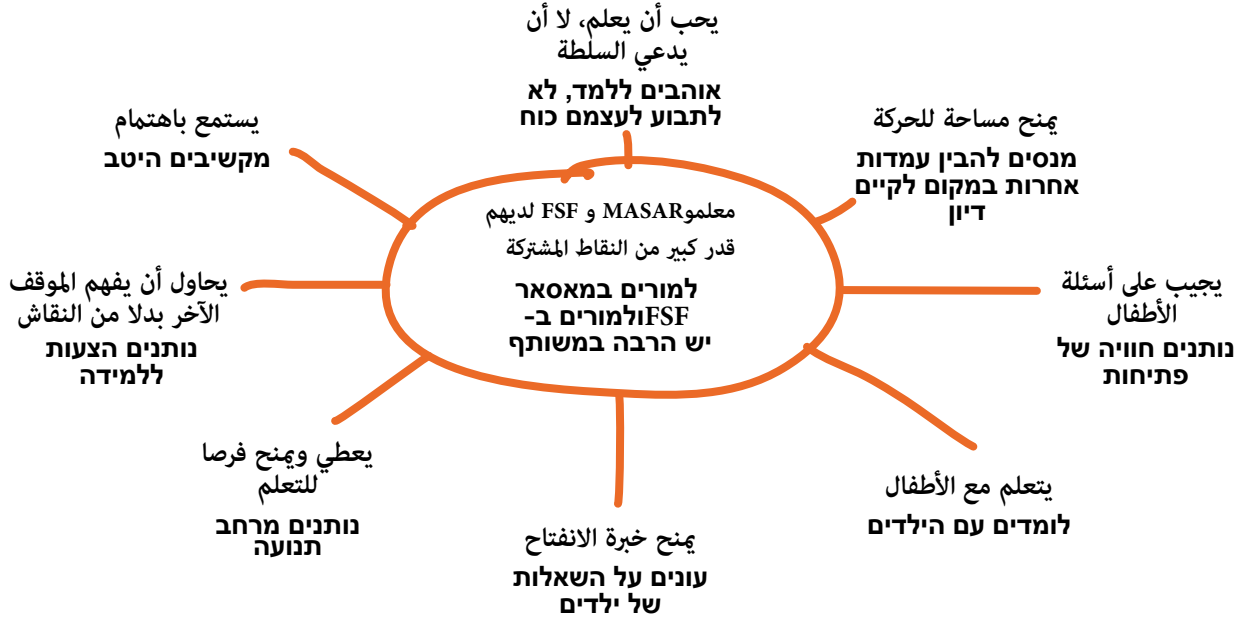 يحب أن يعلم، لا أن
يدعي السلطة
אוהבים ללמד, לא
לתבוע לעצמם כוח
يمنح مساحة للحركة
מנסים להבין עמדות
אחרות במקום לקיים
דיון
يستمع باهتمام
מקשיבים היטב
معلموMASAR و FSF لديهم
قدر كبير من النقاط المشتركة
למורים במאסאר
FSFולמורים ב-
יש הרבה במשותף
يجيب على أسئلة
الأطفال
נותנים חוויה של
פתיחות
يحاول أن يفهم الموقف
الآخر بدلا من النقاش
נותנים הצעות
ללמידה
يتعلم مع الأطفال
לומדים עם הילדים
يعطي ويمنح فرصا
للتعلم
נותנים מרחב
תנועה
يمنح خبرة الانفتاح
עונים על השאלות
של ילדים